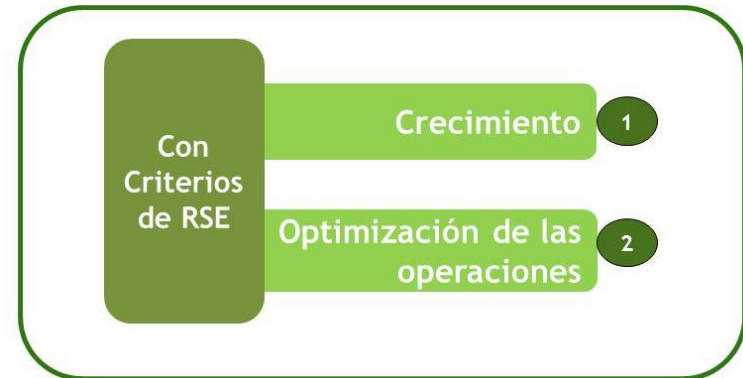 Con
Criterios
de RSE
Crecimiento
1
Optimización de las
operaciones
2